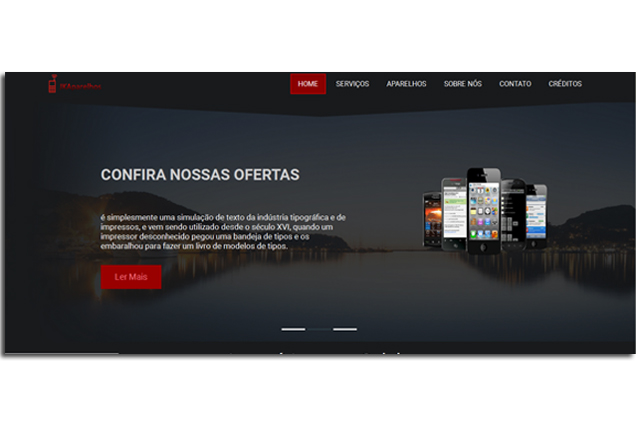 HOME SERVIÇOS APARELHOS SOBRE NÓS CONTATO CRÉDITOS
CONFIRA NOSSAS OFERTAS
é simplesmente uma simulação de texto da indústria tipográfica e de
impressos, e vem sendo utilizado desde o século XVI, quando um
impressor desconhecido pegou uma bandeja de tipos e os
embaralhou para fazer um livro de modelos de tipos.
Ler Mais